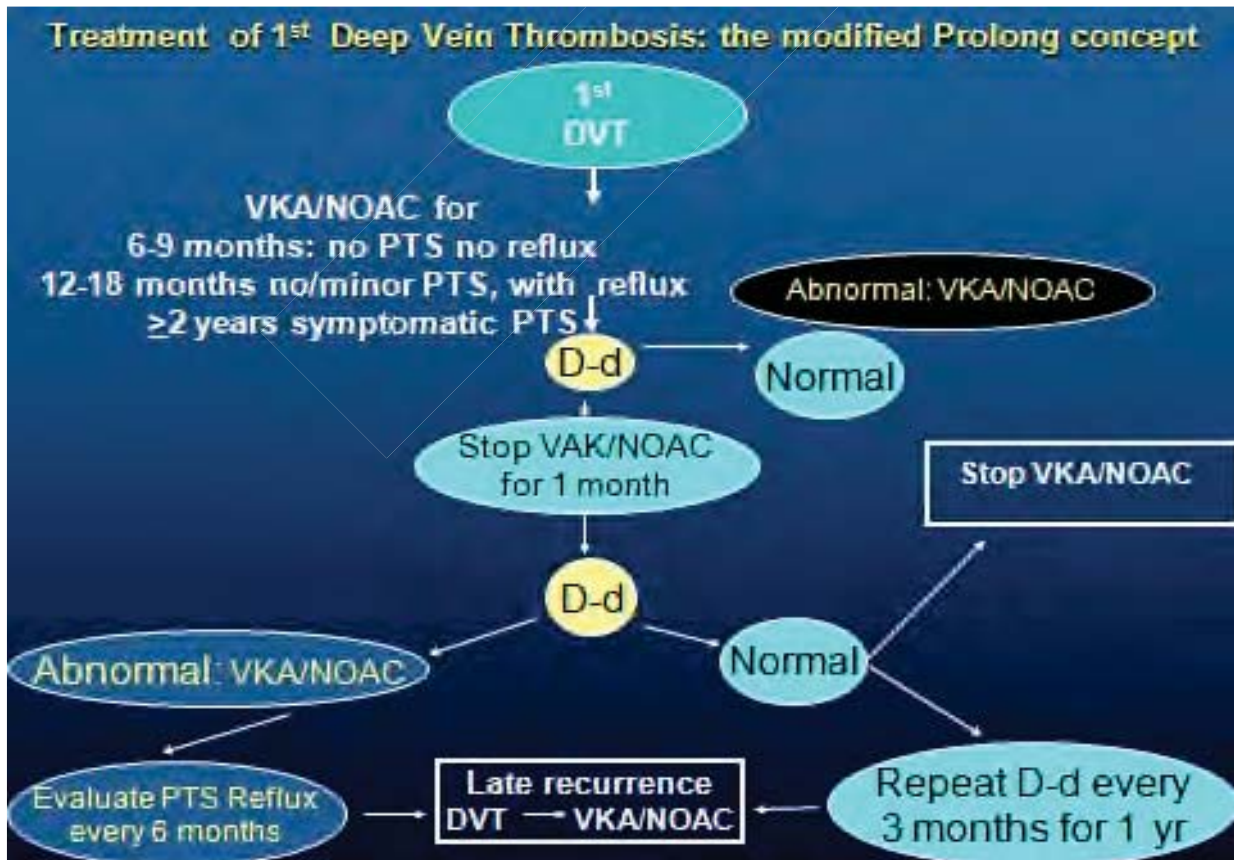 Treatment of 1st Deep Vein Thrombosis: the modified Prolong concept
1st
DVT
VKA/NOAC for
6-9 months: no PTS no reflux
12-18 months no/minor PTS, with reflux
≥2 years symptomatic PTS
Abnormal: VKA/NOAC
D-d
Normal
Stop VAK/NOAC
for 1 month
Stop VKA/NOAC
D-d
Abnormal: VKA/NOAC
Normal
Evaluate PTS Reflux
every 6 months
Late recurrence
DVT → VKA/NOAC
Repeat D-d every
3 months for 1 yr